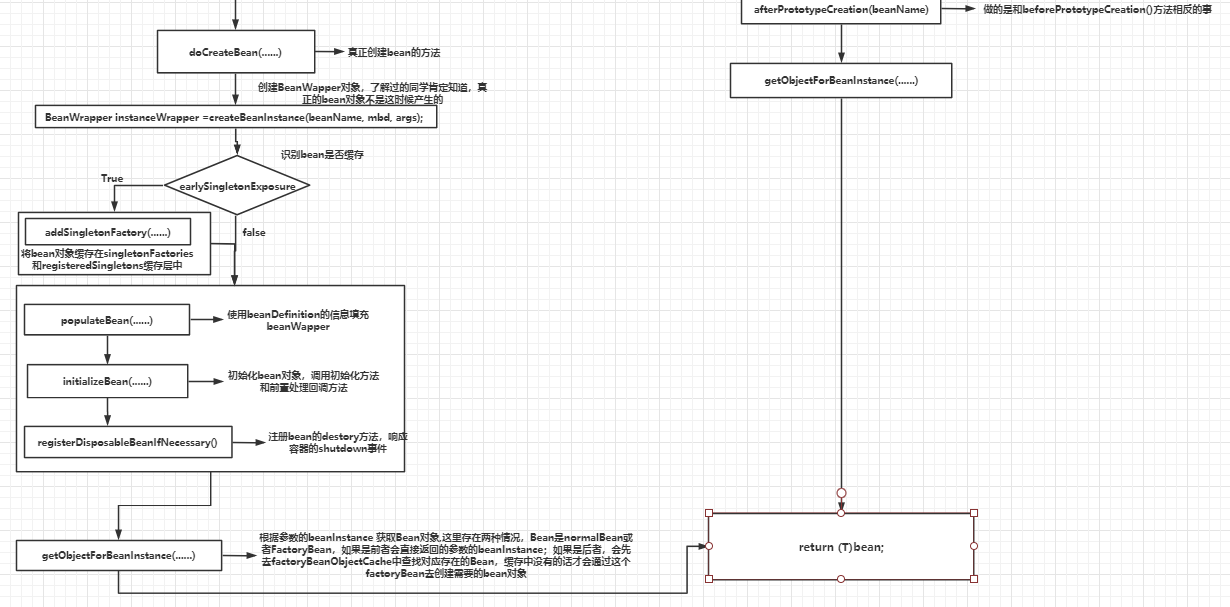 doCreateBean(......)
真正创建bean的方法
创建BeanWapper对象，了解过的同学肯定知道，真
正的bean对象不是这时候产生的
BeanWrapper instanceWrapper =createBeanInstance(beanName, mbd, args);
识别bean是否缓存
earlySingletonExposure
True
false
addSingletonFactory(......)
将bean对象缓存在singletonFactories
和registeredSingletons缓存层中
populateBean(......)
使用beanDefinition的信息填充
beanWapper
initializeBean(......)
初始化bean对象，调用初始化方法
和前置处理回调方法
registerDisposableBeanIfNecessary()
注册bean的destory方法，响应
容器的shutdown事件
getObjectForBeanInstance(......)
根据参数的beanInstance 获取Bean对象,这里存在两种情况，Bean是normalBean或
者FactoryBean，如果是前者会直接返回的参数的beanInstance；如果是后者，会先
去factoryBeanObjectCache中查找对应存在的Bean，缓存中没有的话才会通过这个
factoryBean去创建需要的bean对象
afterPrototypeCreation(beanName)
做的是和beforePrototypeCreation()方法相反的事
getObjectForBeanInstance(......)
return (T)bean;